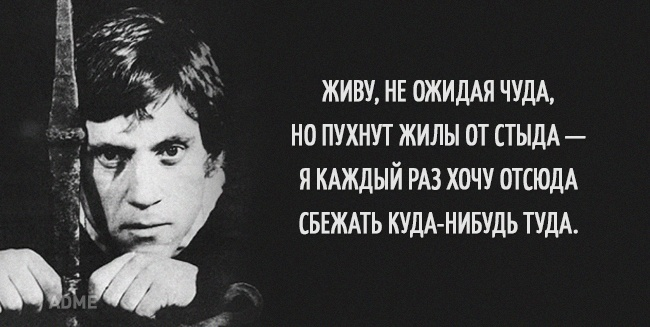 ЖИВУ, НЕ ОЖИДАЯ ЧУДА,
НО ПУХНУТ ЖИЛЫ ОТ СТЫДА —
Я КАЖДЫЙ РАЗ ХОЧУ ОТСЮДА
СБЕЖАТЬ КУДА-НИБУДЬ ТУДА.
ADME